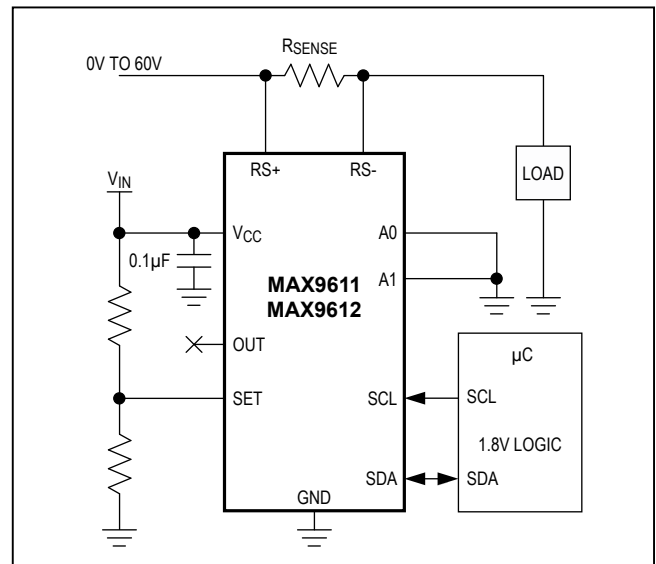 RSENSE
0V TO 60V
RS+ RS-
LOAD
VIN
VCC
A0
0.1µF
A1
MAX9611
MAX9612
OUT
µC
SET
SCL SCL
1.8V LOGIC
SDA SDA
GND